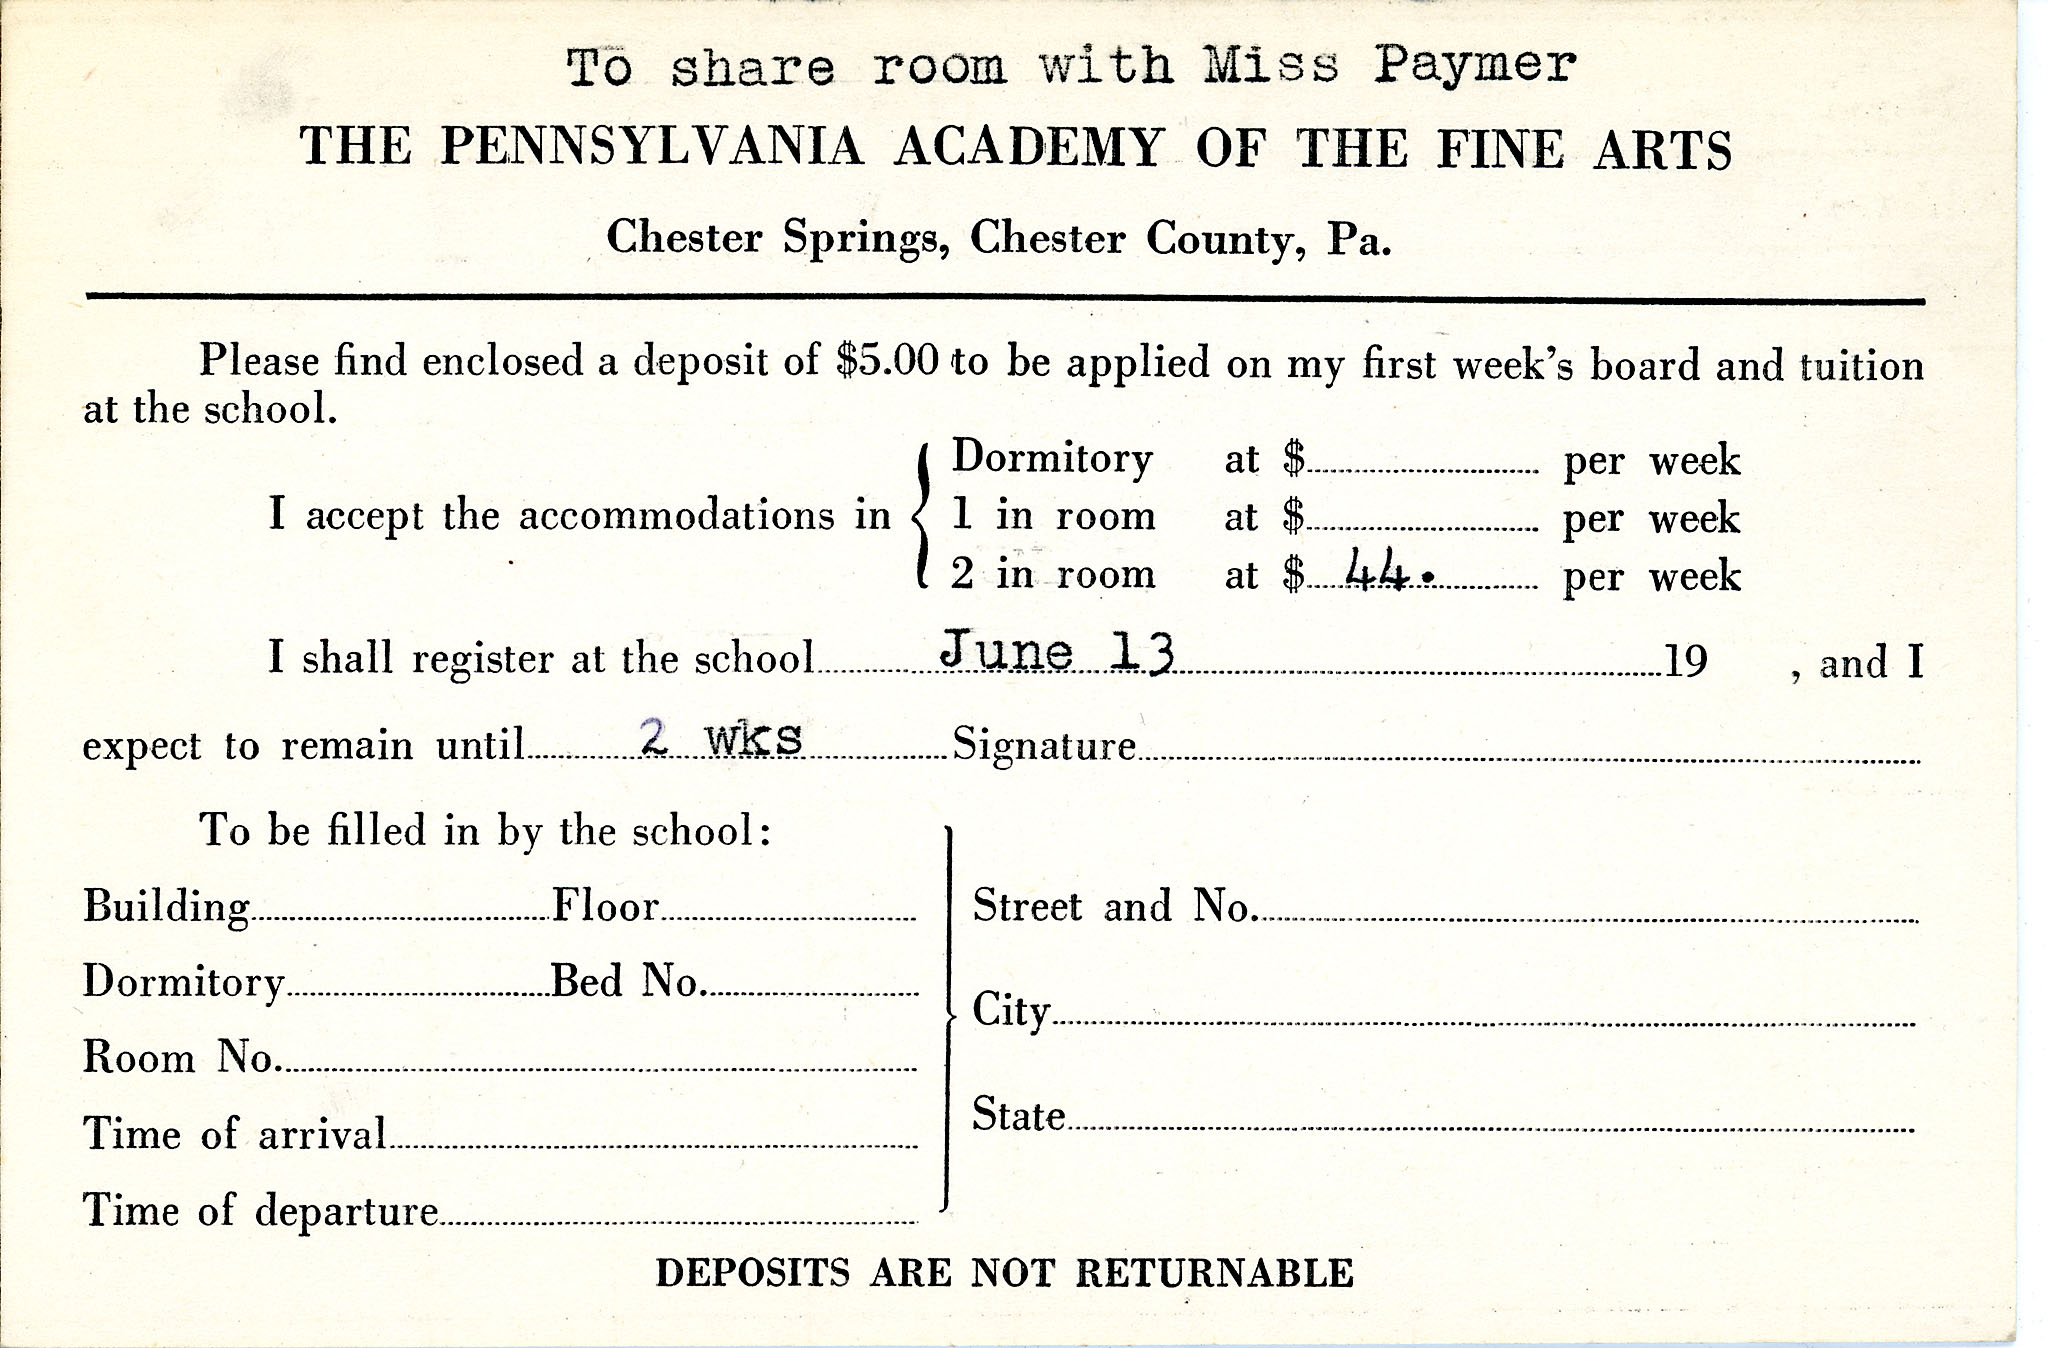 To share room with Miss Paymer
THE PENNSYLVANIA ACADEMY OF THE FINE ARTS
Chester Springs, Chester County, Pa.
Please find enclosed a deposit of $5.00 to be applied on my first week's board and tuition
at the school.
Dormitory at $ per week
I accept the accommodations in 1 in room at $ per week
2 in room at $ 44. per week
I shall register at the school June 13 19 , and I
expect to remain until 2 wks Signature
To be filled in by the school:
Building Floor
Dormitory Bed No.
Room No.
Time of arrival
Time of departure
Street and No.
City
State
DEPOSITS ARE NOT RETURNABLE